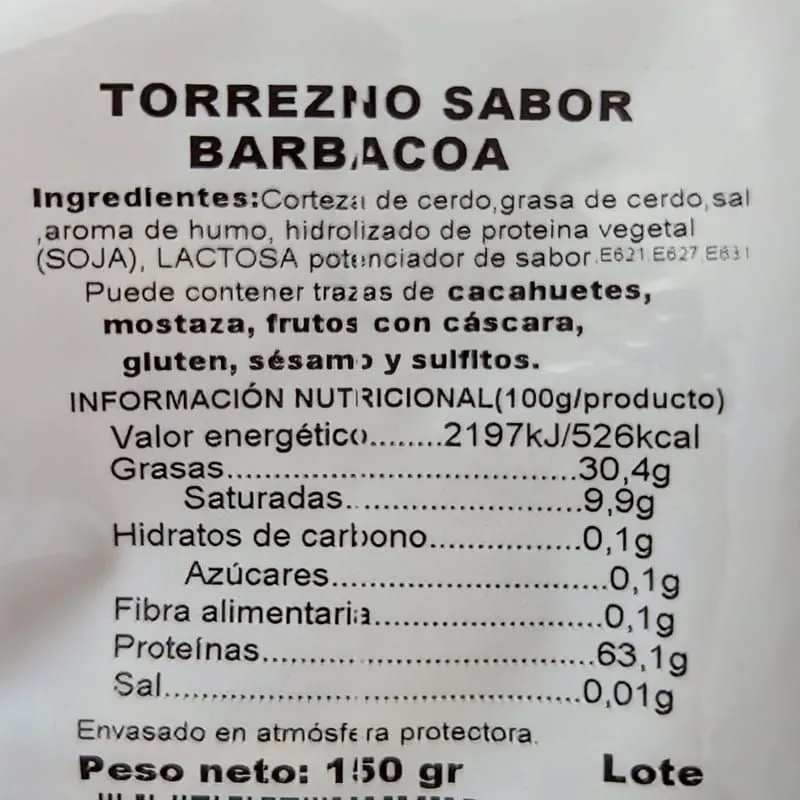 TORREZNO SABOR
BARBACOA
Ingredientes:Corteza de cerdo,grasa de cerdo,sal
,aroma de humo, hidrolizado de proteina vegetal
(SOJA), LACTOSA potenciador de sabor.E621,E627,E631
Puede contener trazas de cacahuetes,
mostaza, frutos con cáscara,
gluten, sésamo y sulfitos.
INFORMACIÓN NUTRICIONAL(100g/producto)
Valor energético........2197kJ/526kcal
Grasas..............................30,4g
Saturadas....................9,9g
Hidratos de carbono.............0,1g
Azúcares.......................0,1g
Fibra alimentaria...................0,1g
Proteínas............................63,1g
Sal....................................0,01g
Envasado en atmósfera protectora.
Peso neto: 150 gr Lote